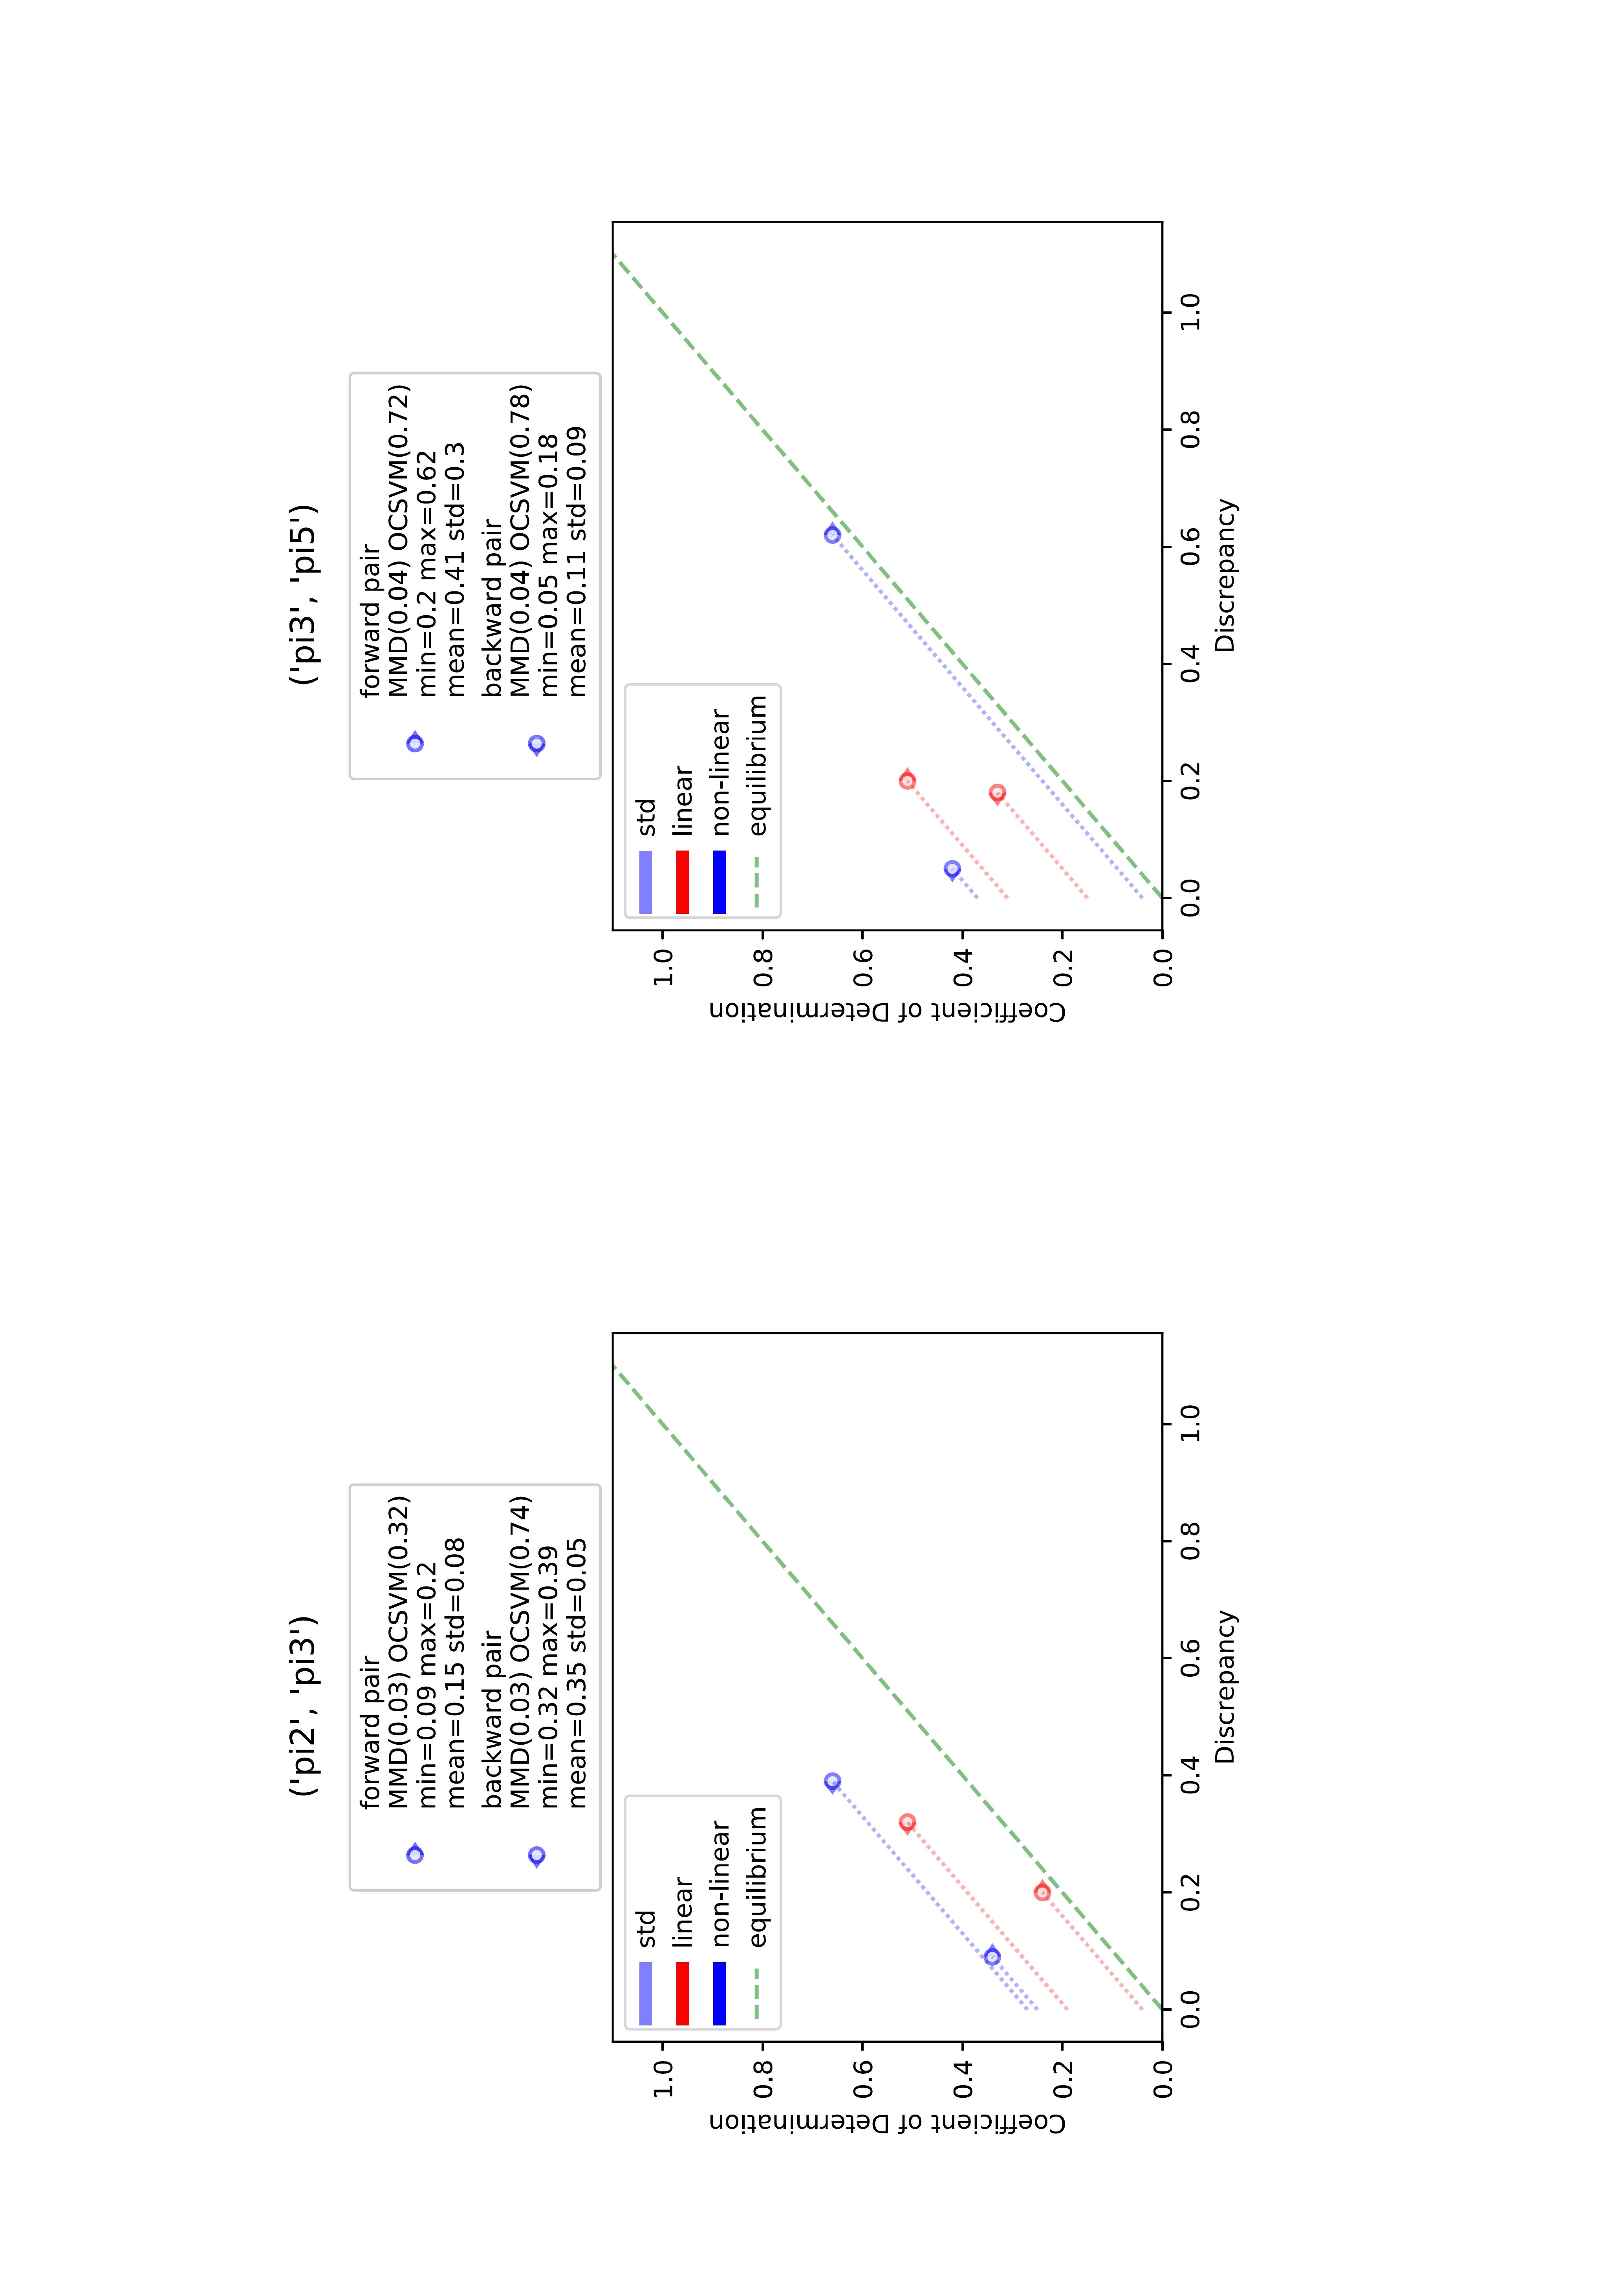 ('pi2', 'pi3')
forward pair
MMD(0.03) OCSVM(0.32)
min=0.09 max=0.2
mean=0.15 std=0.08
backward pair
MMD(0.03) OCSVM(0.74)
min=0.32 max=0.39
mean=0.35 std=0.05
std
linear
non-linear
equilibrium
1.0
0.8
0.6
0.4
0.2
0.0
Coefficient of Determination
0.0 0.2 0.4 0.6 0.8 1.0
Discrepancy
('pi3', 'pi5')
forward pair
MMD(0.04) OCSVM(0.72)
min=0.2 max=0.62
mean=0.41 std=0.3
backward pair
MMD(0.04) OCSVM(0.78)
min=0.05 max=0.18
mean=0.11 std=0.09
std
linear
non-linear
equilibrium
1.0
0.8
0.6
0.4
0.2
0.0
Coefficient of Determination
0.0 0.2 0.4 0.6 0.8 1.0
Discrepancy